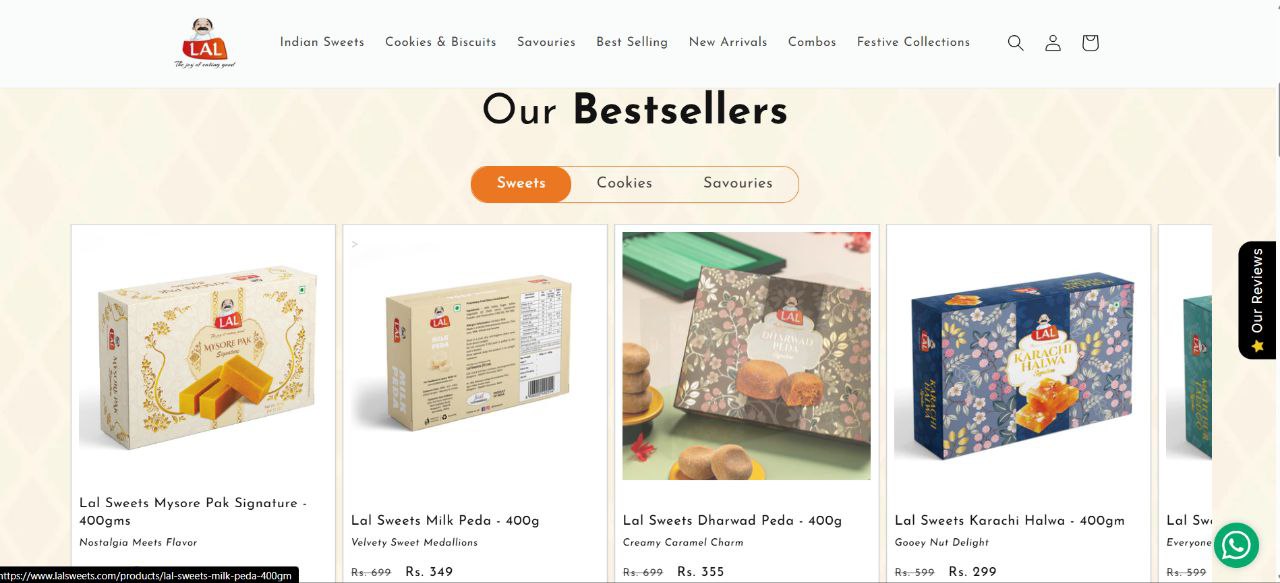 LAL
The joy of eating good
Indian Sweets
Cookies & Biscuits
Savouries
Best Selling
New Arrivals
Combos
Festive Collections
Our Bestsellers
Sweets
Cookies
Savouries
LAL
MYSORE PAK
Signature
MYSORE PAK
>
LAL
MILK
PEDA
LAL
DHARWAD
PEDA
Signature
LAL
KARACHI
HALWA
Signature
KARACHI
HALWA
Our Reviews
Lal Sweets Mysore Pak Signature -
400gms
Nostalgia Meets Flavor
Lal Sweets Milk Peda - 400g
Velvety Sweet Medallions
Rs. 699 Rs. 349
Lal Sweets Dharwad Peda - 400g
Creamy Caramel Charm
Rs. 699 Rs. 355
Lal Sweets Karachi Halwa - 400gm
Gooey Nut Delight
Rs. 599 Rs. 299
Lal Sw
Everyone
Rs. 599
https://www.lalsweets.com/products/lal-sweets-milk-peda-400gm